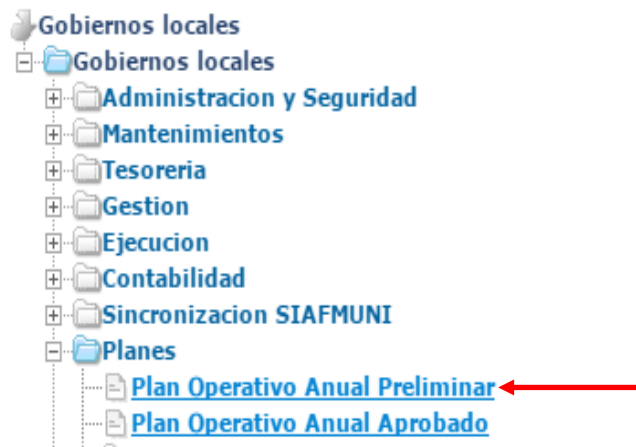 Gobiernos locales
Gobiernos locales
Administracion y Seguridad
Mantenimientos
Tesoreria
Gestion
Ejecucion
Contabilidad
Sincronizacion SIAFMUNI
Planes
Plan Operativo Anual Preliminar
Plan Operativo Anual Aprobado